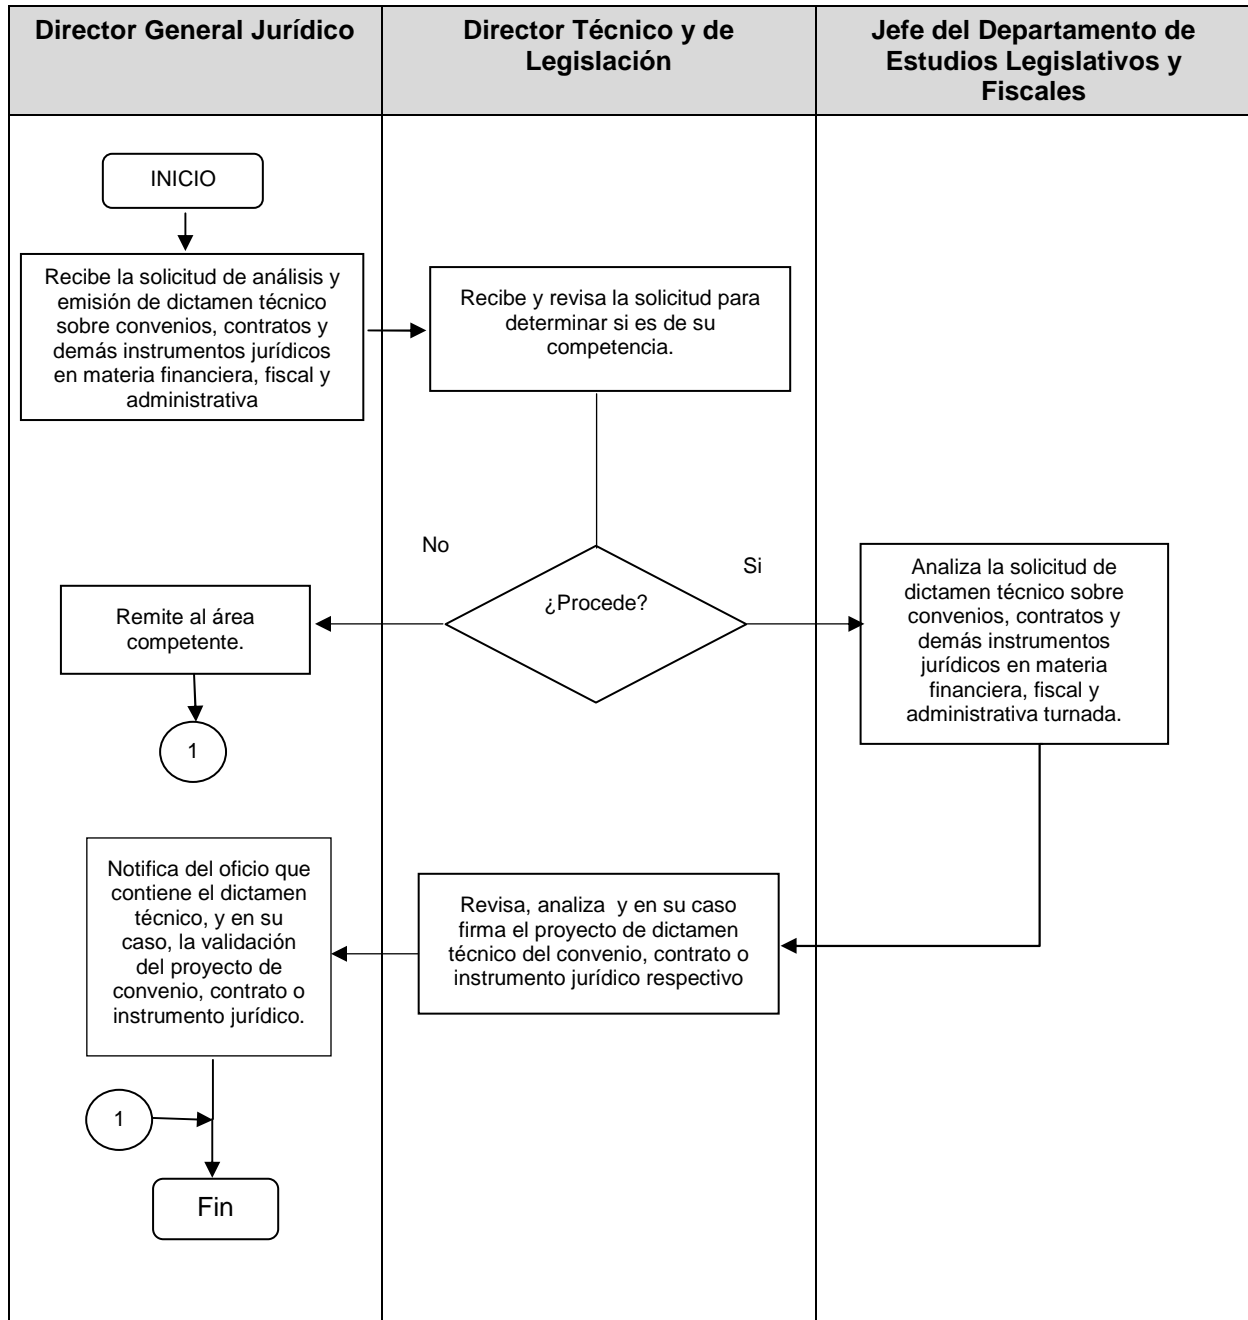 Director General Jurídico
Director Técnico y de
Legislación
Jefe del Departamento de
Estudios Legislativos y
Fiscales
INICIO
Recibe la solicitud de análisis y
emisión de dictamen técnico
sobre convenios, contratos y
demás instrumentos jurídicos
en materia financiera, fiscal y
administrativa
Recibe y revisa la solicitud para
determinar si es de su
competencia.
No
Si
¿Procede?
Remite al área
competente.
1
Analiza la solicitud de
dictamen técnico sobre
convenios, contratos y
demás instrumentos
jurídicos en materia
financiera, fiscal y
administrativa turnada.
Revisa, analiza y en su caso
firma el proyecto de dictamen
técnico del convenio, contrato o
instrumento jurídico respectivo
Notifica del oficio que
contiene el dictamen
técnico, y en su
caso, la validación
del proyecto de
convenio, contrato o
instrumento jurídico.
1
Fin